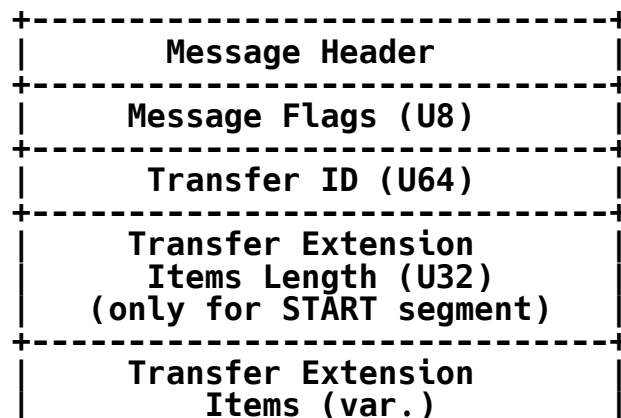 Message Header
Message Flags (U8)
Transfer ID (U64)
Transfer Extension
Items Length (U32)
(only for START segment)
Transfer Extension
Items (var.)